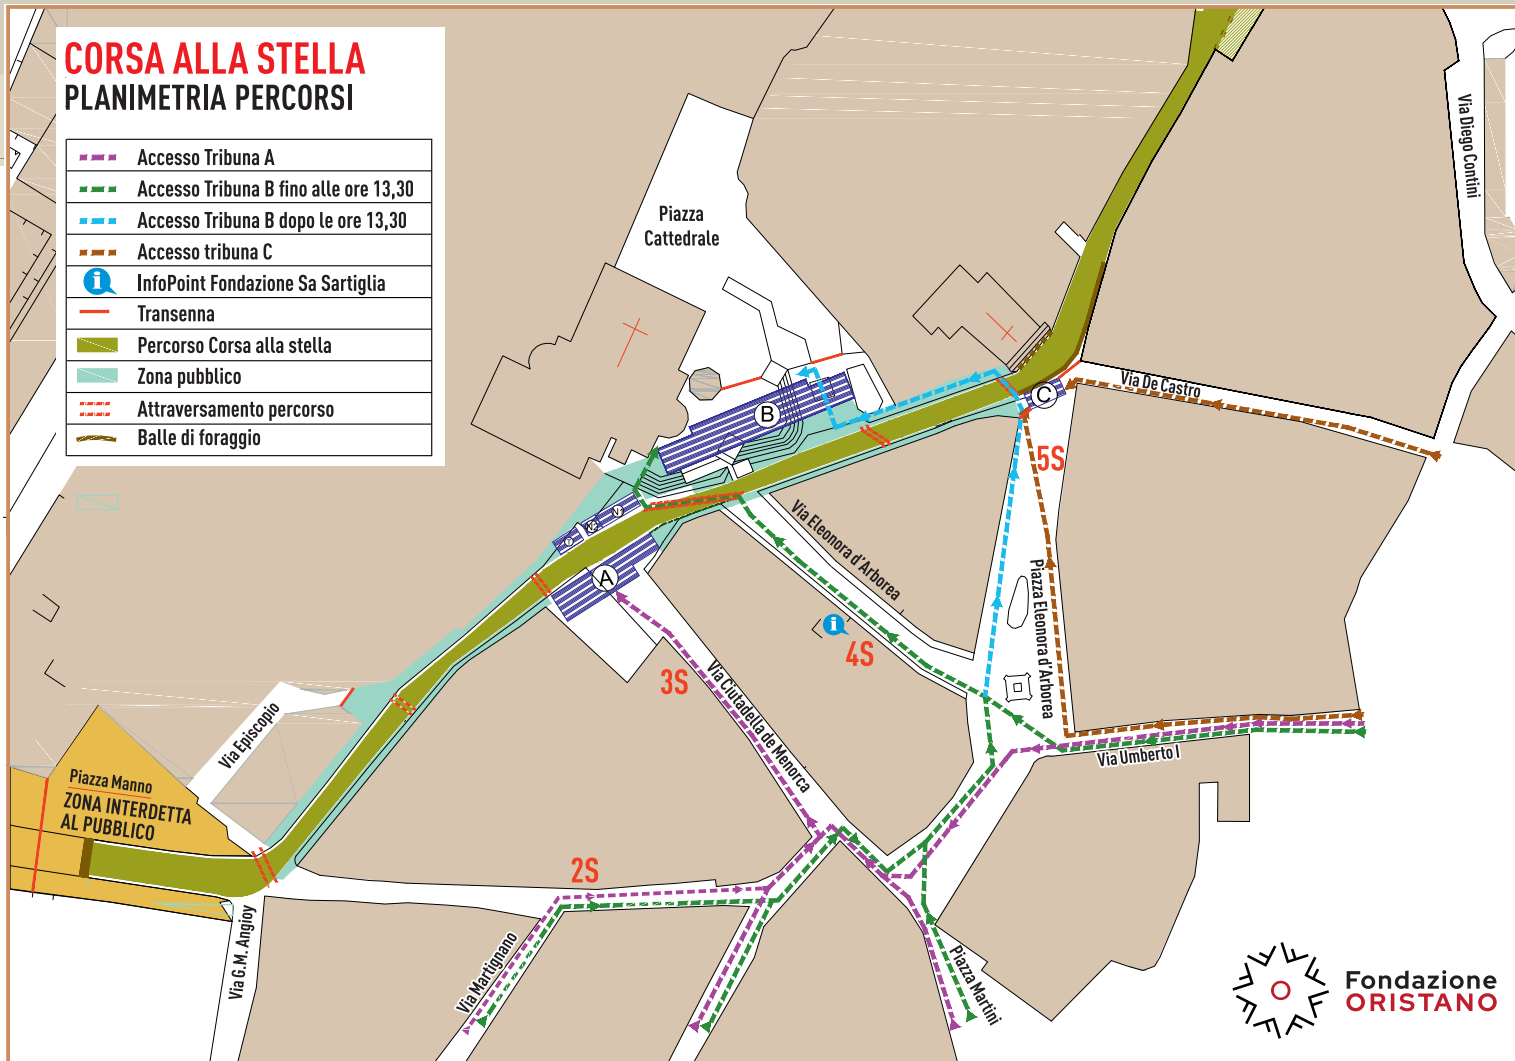 CORSA ALLA STELLA
PLANIMETRIA PERCORSI
Accesso Tribuna A
Accesso Tribuna B fino alle ore 13,30
Accesso Tribuna B dopo le ore 13,30
Accesso tribuna C
i InfoPoint Fondazione Sa Sartiglia
Transenna
Percorso Corsa alla stella
Zona pubblico
Attraversamento percorso
Balle di foraggio
Piazza
Cattedrale
Via Diego Contini
Via De Castro
B
C
A
N1
N2
T
5S
Via Eleonora d'Arborea
Piazza Eleonora d'Arborea
i
4S
3S
Via Ciutadella de Menorca
Via Episcopio
Via Umberto I
Piazza Manno
ZONA INTERDETTA
AL PUBBLICO
2S
Via G.M. Angioy
Via Martignano
Piazza Martini
Fondazione
ORISTANO